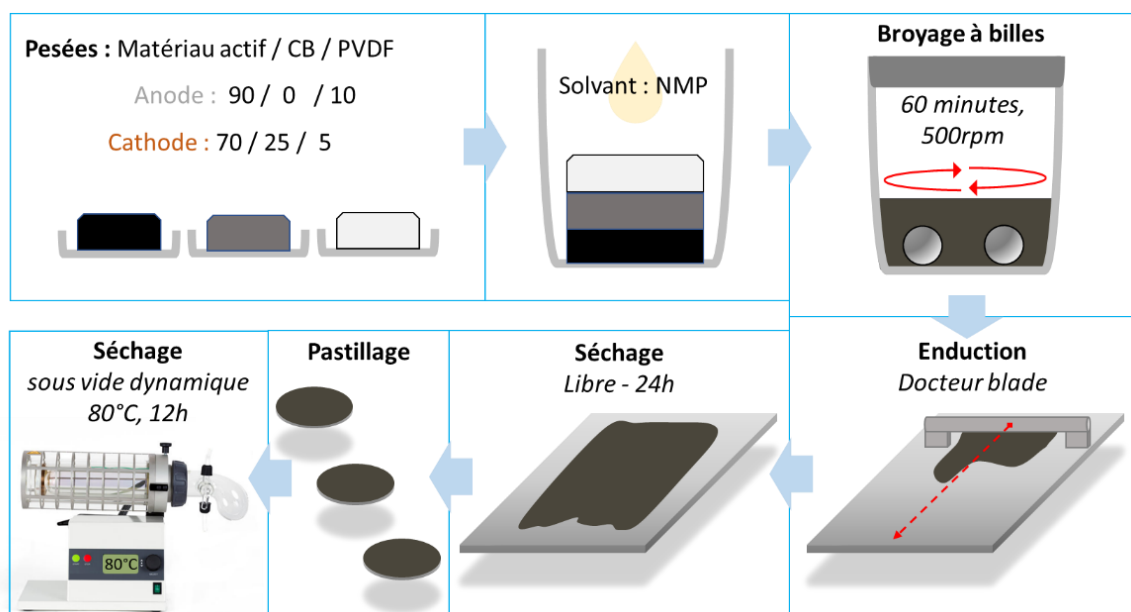 Pesées : Matériau actif / CB / PVDF
Anode : 90 / 0 / 10
Cathode : 70 / 25 / 5
Solvant : NMP
Broyage à billes
60 minutes,
500rpm
Enduction
Docteur blade
Séchage
Libre - 24h
Pastillage
Séchage
sous vide dynamique
80°C, 12h
80°C